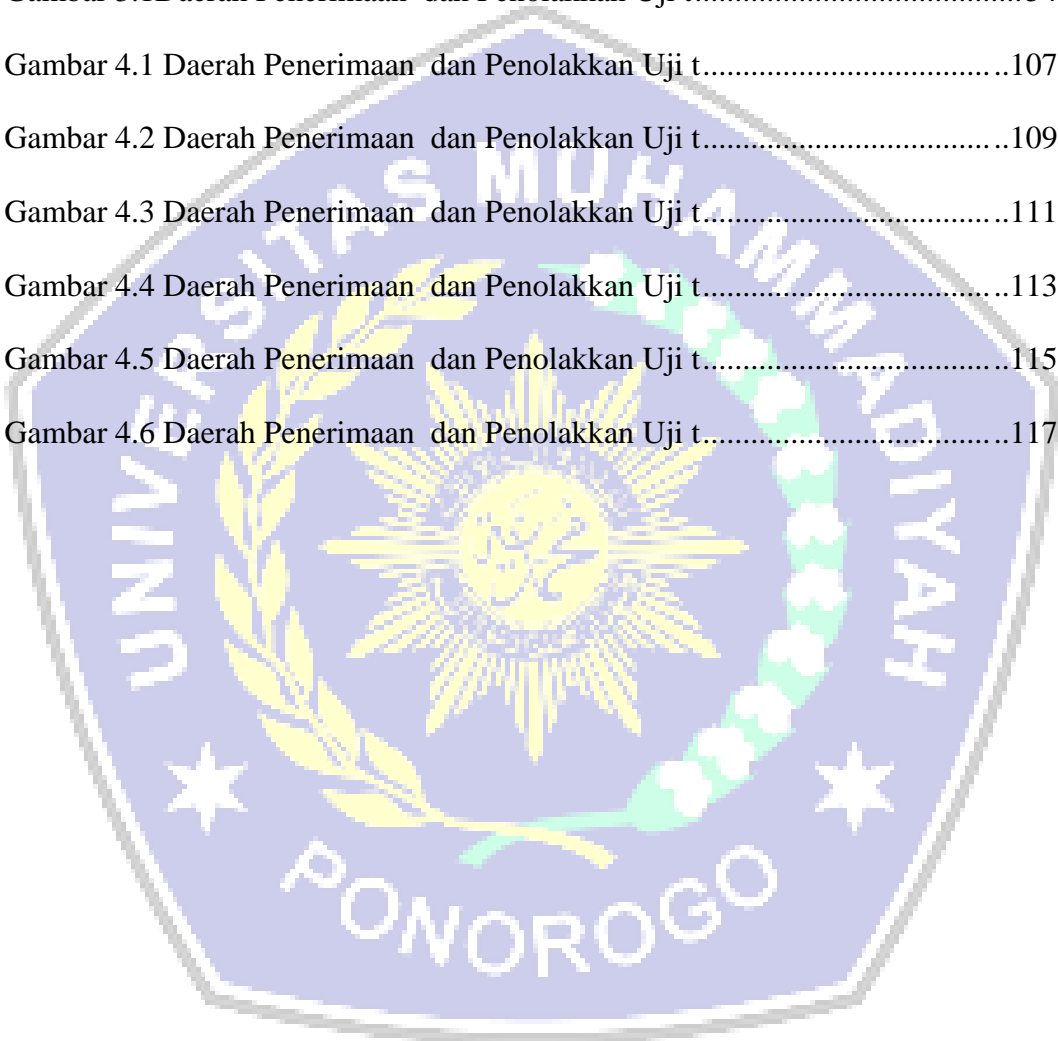 Gambar 4.1 Daerah Penerimaan dan Penolakkan Uji t....................................107
Gambar 4.2 Daerah Penerimaan dan Penolakkan Uji t....................................109
Gambar 4.3 Daerah Penerimaan dan Penolakkan Uji t....................................111
Gambar 4.4 Daerah Penerimaan dan Penolakkan Uji t....................................113
Gambar 4.5 Daerah Penerimaan dan Penolakkan Uji t....................................115
Gambar 4.6 Daerah Penerimaan dan Penolakkan Uji t....................................117
UNIVERSITAS MUHAMMADIYAH
PONOROGO